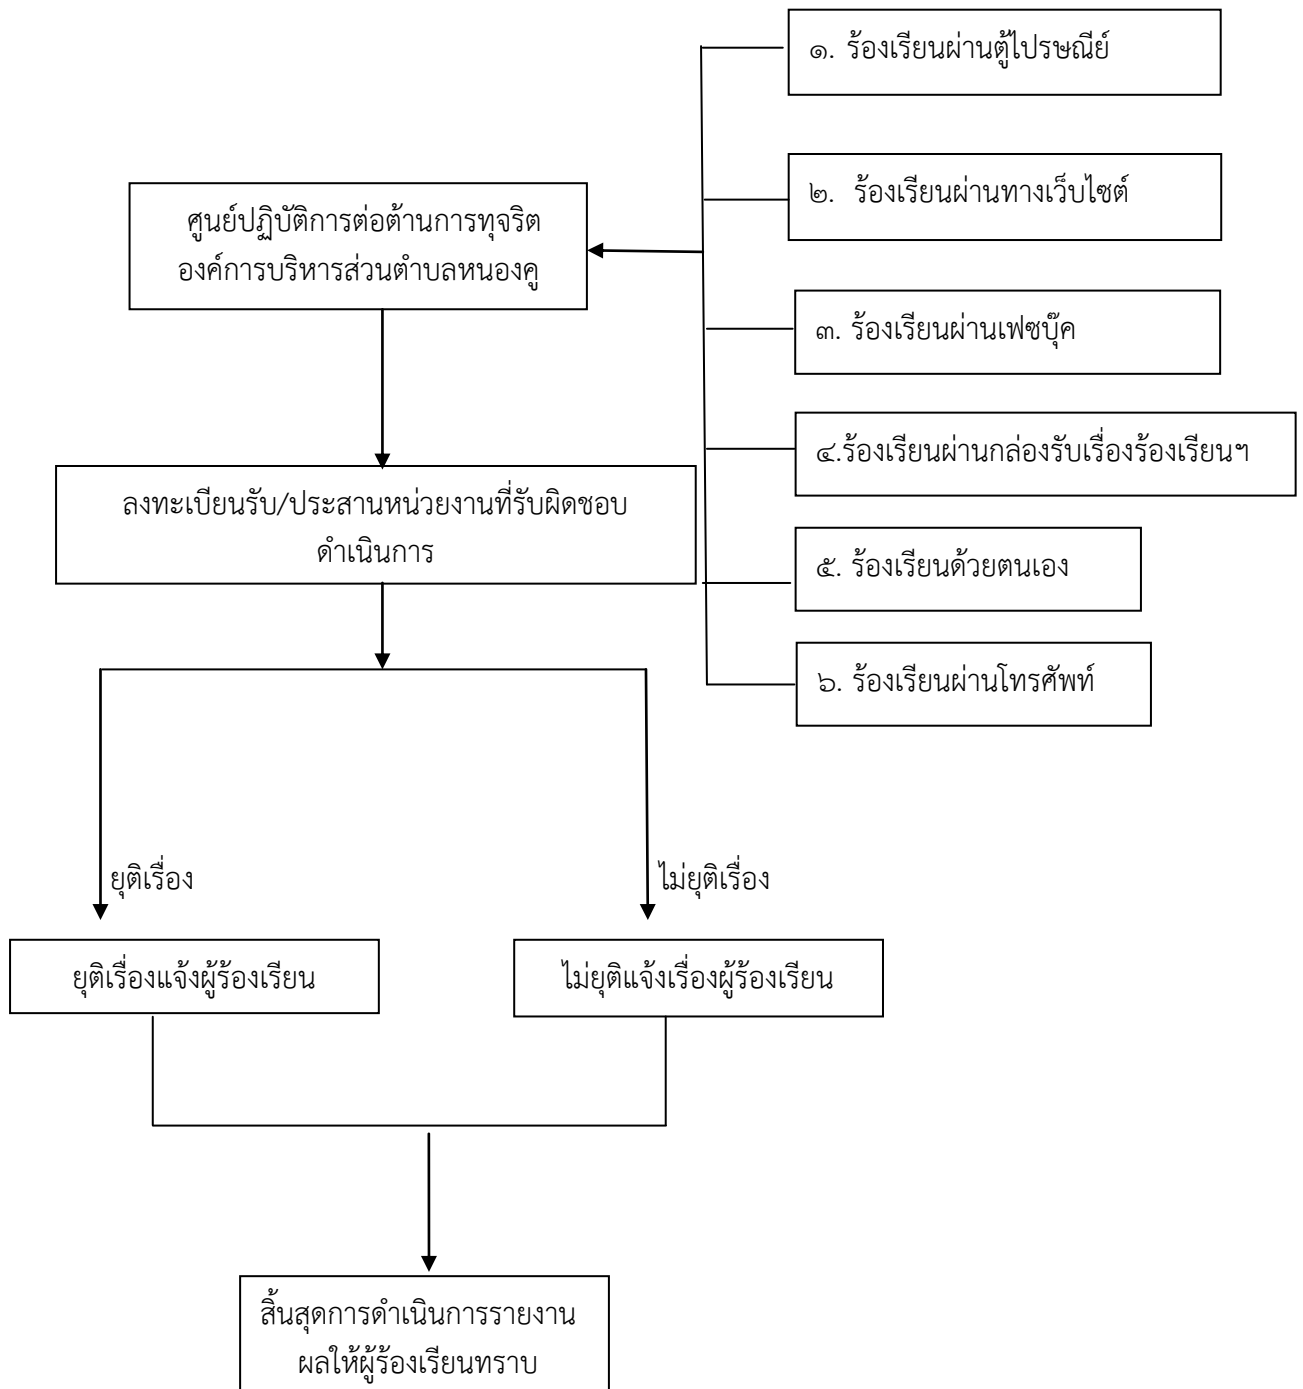 ๑. ร้องเรียนผ่านตู้ไปรษณีย์
๒. ร้องเรียนผ่านทางเว็บไซต์
ศูนย์ปฏิบัติการต่อต้านการทุจริต
องค์การบริหารส่วนตำบลหนองคู
๓. ร้องเรียนผ่านเฟซบุ๊ค
๔.ร้องเรียนผ่านกล่องรับเรื่องร้องเรียนฯ
ลงทะเบียนรับ/ประสานหน่วยงานที่รับผิดชอบ
ดำเนินการ
๕. ร้องเรียนด้วยตนเอง
๖. ร้องเรียนผ่านโทรศัพท์
ยุติเรื่อง
ไม่ยุติเรื่อง
ยุติเรื่องแจ้งผู้ร้องเรียน
ไม่ยุติแจ้งเรื่องผู้ร้องเรียน
สิ้นสุดการดำเนินการรายงาน
ผลให้ผู้ร้องเรียนทราบ